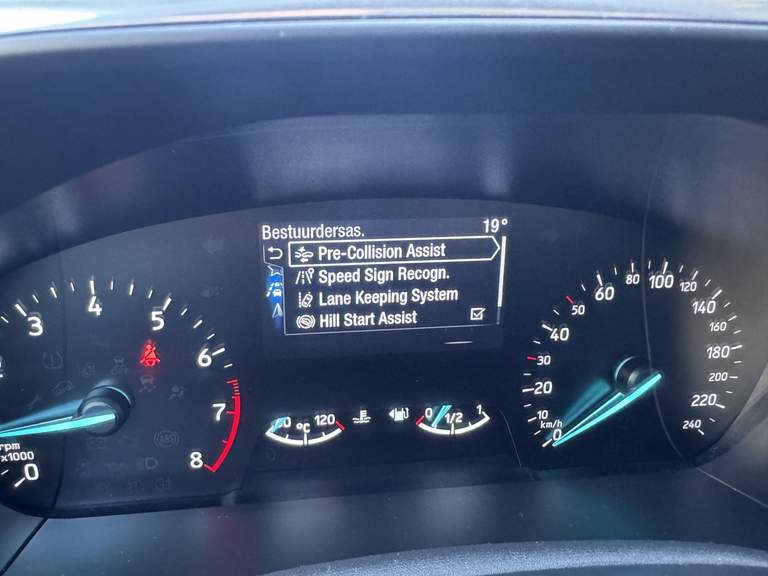 Bestuurdersas. 19°
Pre-Collision Assist
Speed Sign Recogn.
Lane Keeping System
Hill Start Assist
3 4 5 6 7 8
rpm
x1000
0
120
°C
0 1/2 1
0 10 20 30 40 50 60 80 100 120 140 160 180 200 220 240
km/h
ABS